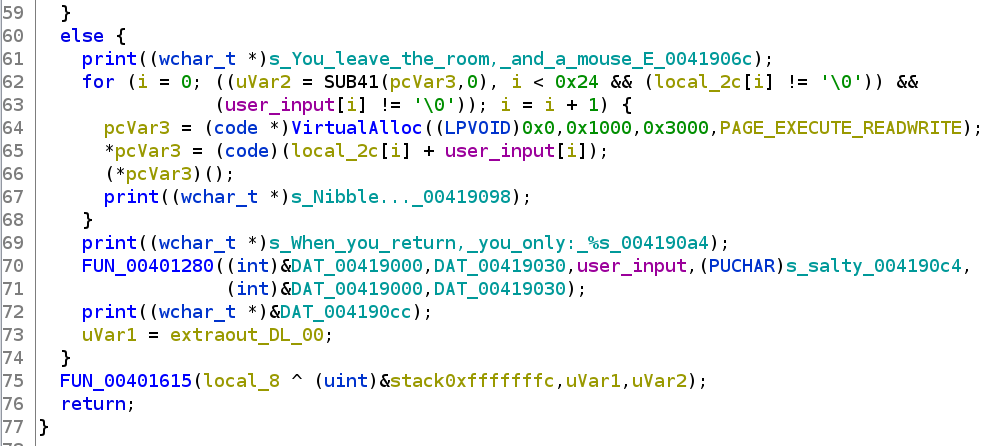 59   }
60   else {
61     print((wchar_t *)s_You_leave_the_room,_and_a_mouse_E_0041906c);
62     for (i = 0; ((uVar2 = SUB41(pcVar3,0), i < 0x24 && (local_2c[i] != '\0')) &&
63                 (user_input[i] != '\0')); i = i + 1) {
64       pcVar3 = (code *)VirtualAlloc((LPVOID)0x0,0x1000,0x3000,PAGE_EXECUTE_READWRITE);
65       *pcVar3 = (code)(local_2c[i] + user_input[i]);
66       (*pcVar3)();
67       print((wchar_t *)s_Nibble..._00419098);
68     }
69     print((wchar_t *)s_When_you_return,_you_only:_%s_004190a4);
70     FUN_00401280((int)&DAT_00419000,DAT_00419030,user_input,(PUCHAR)s_salty_004190c4,
71                  (int)&DAT_00419000,DAT_00419030);
72     print((wchar_t *)&DAT_004190cc);
73     uVar1 = extraout_DL_00;
74   }
75   FUN_00401615(local_8 ^ (uint)&stack0xfffffffc,uVar1,uVar2);
76   return;
77 }